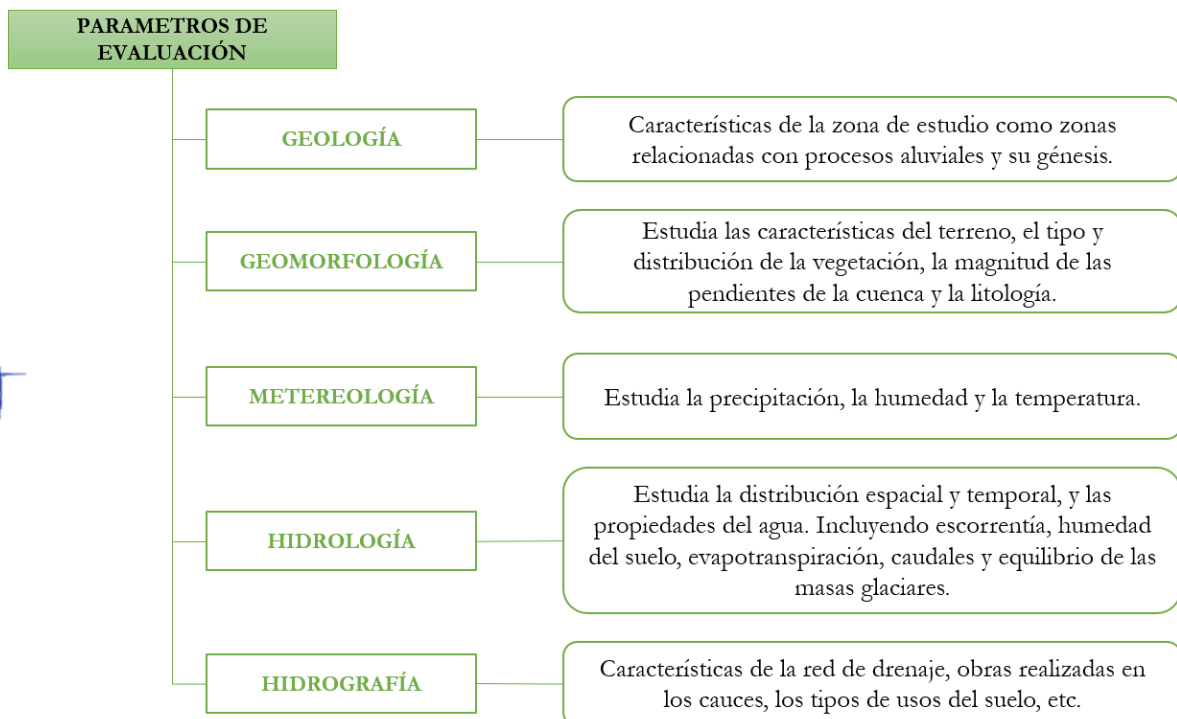 PARAMETROS DE
EVALUACIÓN
GEOLOGÍA
Características de la zona de estudio como zonas
relacionadas con procesos aluviales y su génesis.
GEOMORFOLOGÍA
Estudia las características del terreno, el tipo y
distribución de la vegetación, la magnitud de las
pendientes de la cuenca y la litología.
METEREOLOGÍA
Estudia la precipitación, la humedad y la temperatura.
HIDROLOGÍA
Estudia la distribución espacial y temporal, y las
propiedades del agua. Incluyendo escorrentía, humedad
del suelo, evapotranspiración, caudales y equilibrio de las
masas glaciares.
HIDROGRAFÍA
Características de la red de drenaje, obras realizadas en
los cauces, los tipos de usos del suelo, etc.